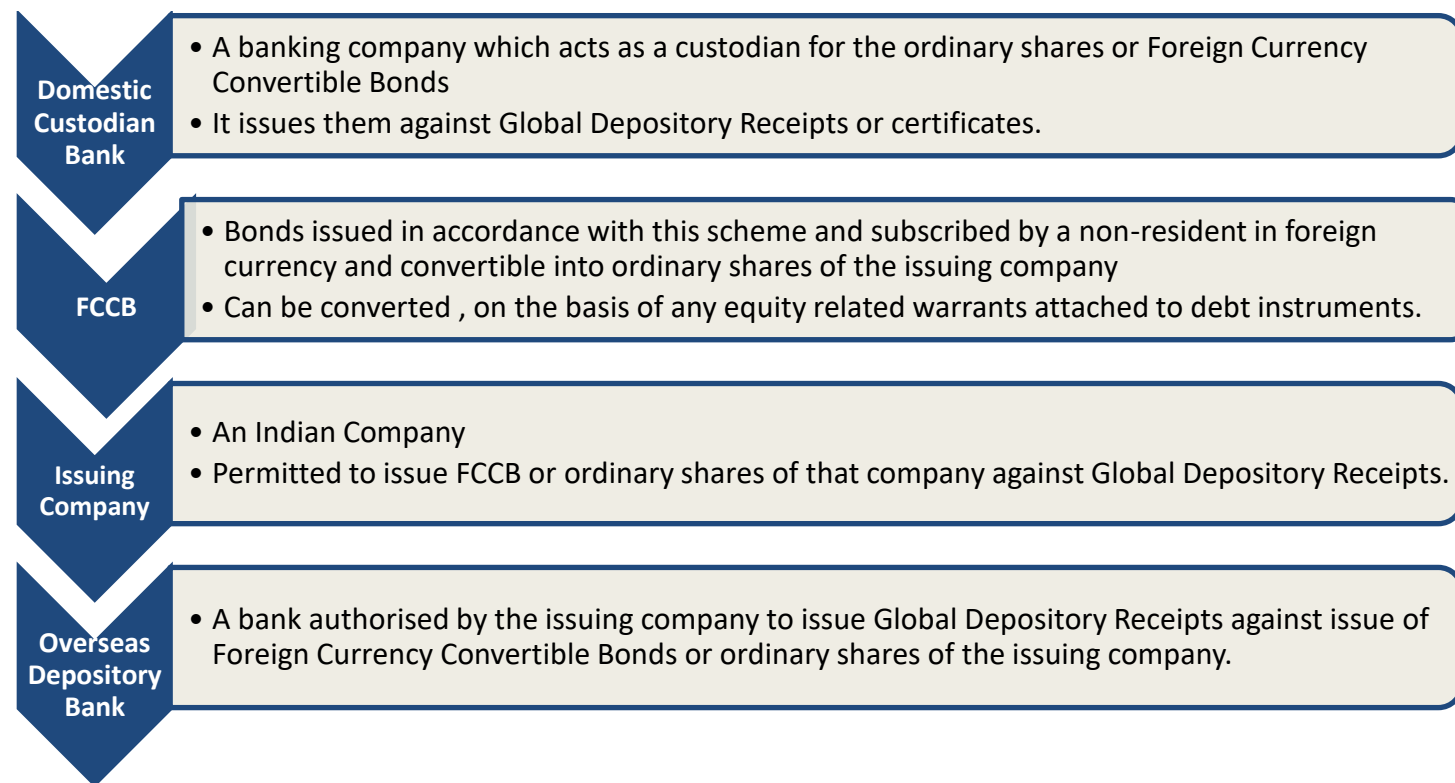 Domestic
Custodian
Bank
• A banking company which acts as a custodian for the ordinary shares or Foreign Currency
Convertible Bonds
• It issues them against Global Depository Receipts or certificates.
FCCB
• Bonds issued in accordance with this scheme and subscribed by a non-resident in foreign
currency and convertible into ordinary shares of the issuing company
• Can be converted , on the basis of any equity related warrants attached to debt instruments.
Issuing
Company
• An Indian Company
• Permitted to issue FCCB or ordinary shares of that company against Global Depository Receipts.
Overseas
Depository
Bank
• A bank authorised by the issuing company to issue Global Depository Receipts against issue of
Foreign Currency Convertible Bonds or ordinary shares of the issuing company.